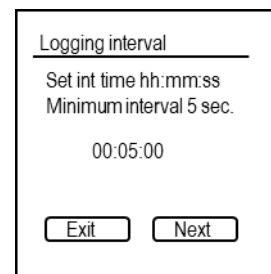 Logging interval
Set int time hh:mm:ss
Minimum interval 5 sec.
00:05:00
Exit Next